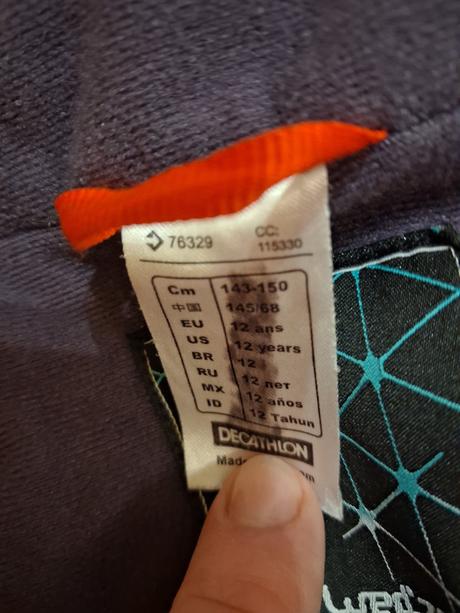 76329
CC:
115330
Cm 143-150
中国 145/68
EU 12 ans
US 12 years
BR 12
RU 12 лет
MX 12 años
ID 12 Tahun
DECATHLON